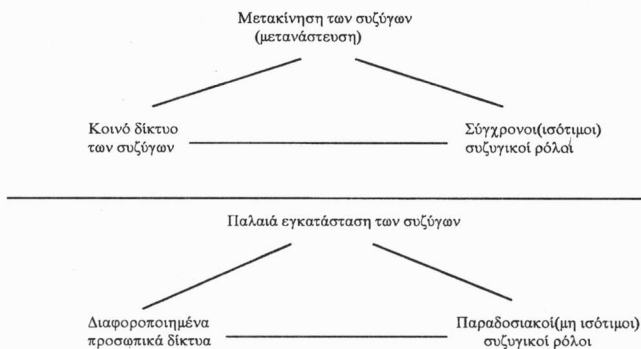 Μετακίνηση των συζύγων
(μετανάστευση)
Κοινό δίκτυο
των συζύγων
Σύγχρονοι(ισότιμοι)
συζυγικοί ρόλοι
Παλαιά εγκατάσταση των συζύγων
Διαφοροποιημένα
προσωπικά δίκτυα
Παραδοσιακοί(μη ισότιμοι)
συζυγικοί ρόλοι